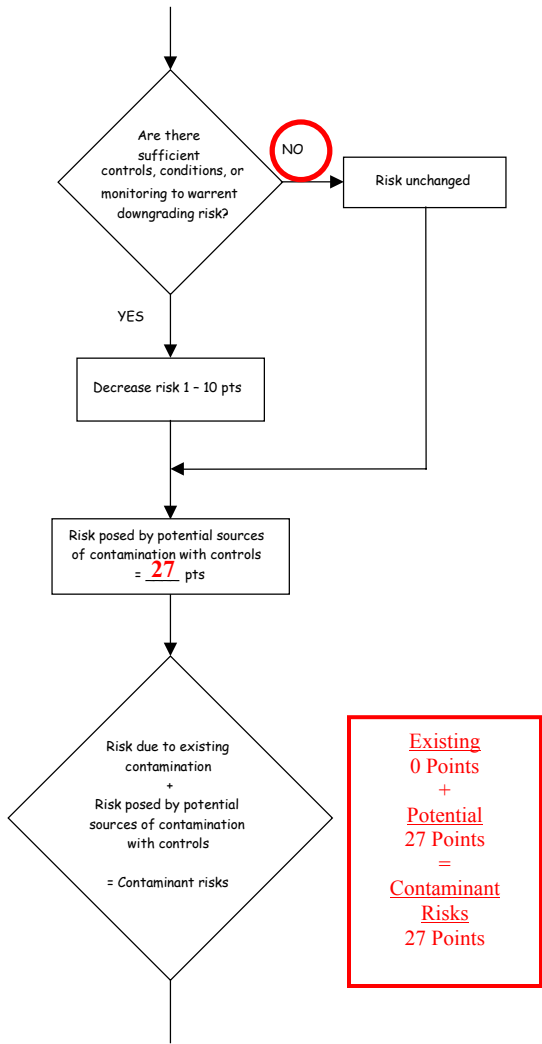 Are there
sufficient
controls, conditions, or
monitoring to warrent
downgrading risk?
NO
Risk unchanged
YES
Decrease risk 1 – 10 pts
Risk posed by potential sources
of contamination with controls
= 27 pts
Risk due to existing
contamination
+
Risk posed by potential
sources of contamination
with controls
= Contaminant risks
Existing
0 Points
+
Potential
27 Points
=
Contaminant
Risks
27 Points